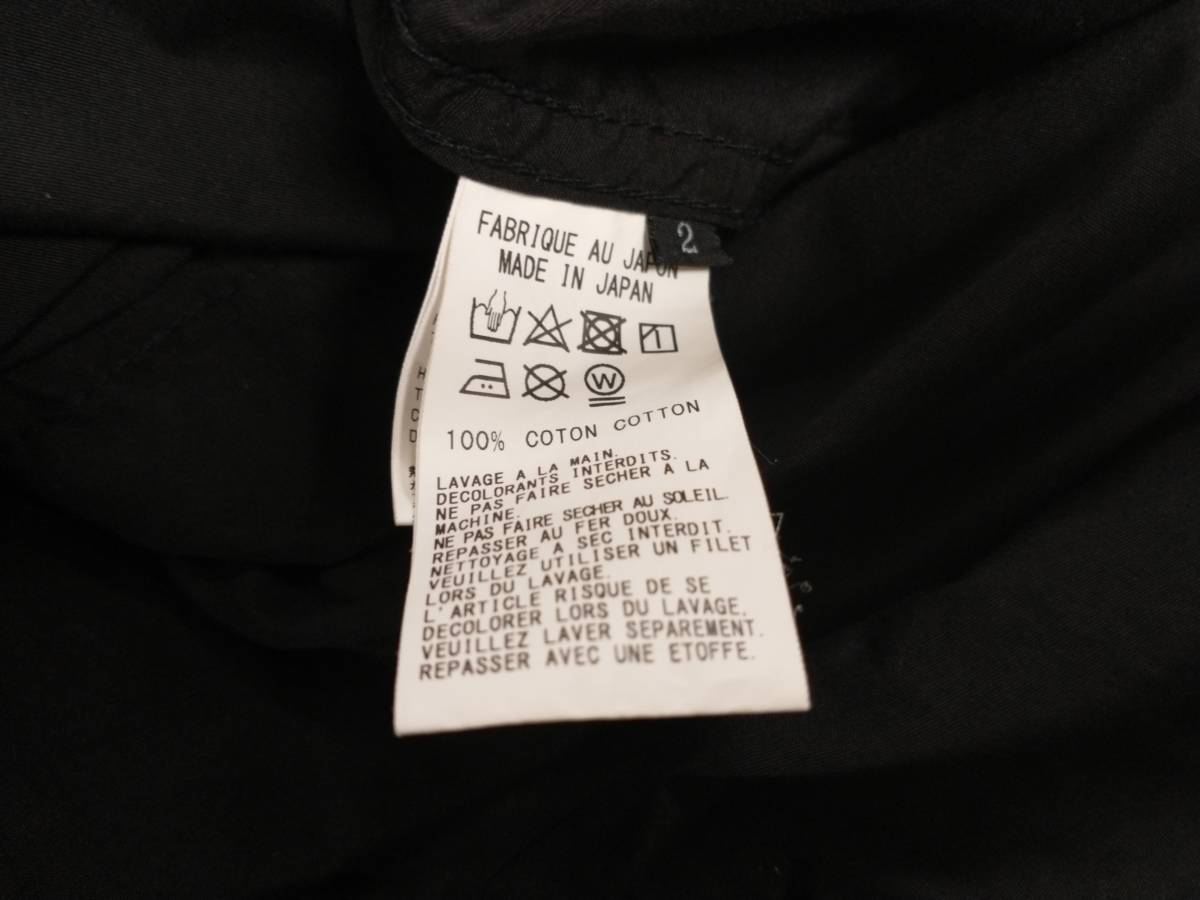 2
FABRIQUE AU JAPON
MADE IN JAPAN
W
100% COTON COTTON
LAVAGE A LA MAIN.
DECOLORANTS INTERDITS.
NE PAS FAIRE SECHER A LA
MACHINE.
NE PAS FAIRE SECHER AU SOLEIL.
REPASSER AU FER DOUX.
NETTOYAGE A SEC INTERDIT.
VEUILLEZ UTILISER UN FILET
LORS DU LAVAGE.
L'ARTICLE RISQUE DE SE
DECOLORER LORS DU LAVAGE.
VEUILLEZ LAVER SEPAREMENT.
REPASSER AVEC UNE ETOFFE.
H
T
C
D